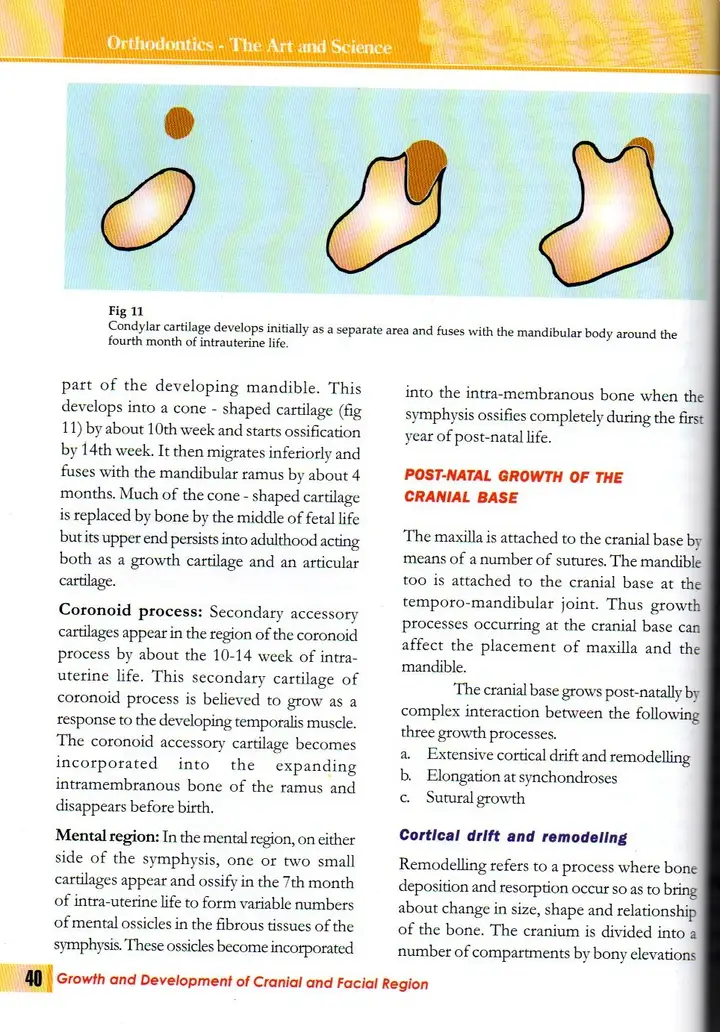 Orthodontics - The Art and Science
Fig 11
Condylar cartilage develops initially as a separate area and fuses with the mandibular body around the
fourth month of intrauterine life.
part of the developing mandible. This
develops into a cone - shaped cartilage (fig
11) by about 10th week and starts ossification
by 14th week. It then migrates inferiorly and
fuses with the mandibular ramus by about 4
months. Much of the cone - shaped cartilage
is replaced by bone by the middle of fetal life
but its upper end persists into adulthood acting
both as a growth cartilage and an articular
cartilage.
Coronoid process: Secondary accessory
cartilages appear in the region of the coronoid
process by about the 10-14 week of intra-
uterine life. This secondary cartilage of
coronoid process is believed to grow as a
response to the developing temporalis muscle.
The coronoid accessory cartilage becomes
incorporated into the expanding
intramembranous bone of the ramus and
disappears before birth.
Mental region: In the mental region, on either
side of the symphysis, one or two small
cartilages appear and ossify in the 7th month
of intra-uterine life to form variable numbers
of mental ossicles in the fibrous tissues of the
symphysis. These ossicles become incorporated
into the intra-membranous bone when the
symphysis ossifies completely during the first
year of post-natal life.
POST-NATAL GROWTH OF THE
CRANIAL BASE
The maxilla is attached to the cranial base by
means of a number of sutures. The mandible
too is attached to the cranial base at the
temporo-mandibular joint. Thus growth
processes occurring at the cranial base can
affect the placement of maxilla and the
mandible.
The cranial base grows post-natally by
complex interaction between the following
three growth processes.
a. Extensive cortical drift and remodelling
b. Elongation at synchondroses
c. Sutural growth
Cortical drift and remodeling
Remodelling refers to a process where bone
deposition and resorption occur so as to bring
about change in size, shape and relationship
of the bone. The cranium is divided into a
number of compartments by bony elevations
40 Growth and Development of Cranial and Facial Region